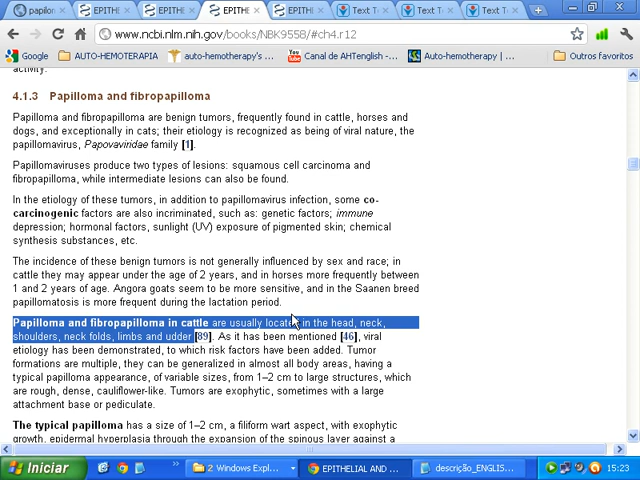 papilon
EPITHE
EPITHE
EPITHE
EPITHE
Text T
Text T
Text T
www.ncbi.nlm.nih.gov/books/NBK9558/#ch4.r12
Google
AUTO-HEMOTERAPIA
auto-hemotherapy's ...
Canal de AHTenglish - ...
Auto-hemotherapy | ...
Outros favoritos
activity.
4.1.3 Papilloma and fibropapilloma
Papilloma and fibropapilloma are benign tumors, frequently found in cattle, horses and
dogs, and exceptionally in cats; their etiology is recognized as being of viral nature, the
papillomavirus, Papovaviridae family [1].
Papillomaviruses produce two types of lesions: squamous cell carcinoma and
fibropapilloma, while intermediate lesions can also be found.
In the etiology of these tumors, in addition to papillomavirus infection, some co-
carcinogenic factors are also incriminated, such as: genetic factors; immune
depression; hormonal factors, sunlight (UV) exposure of pigmented skin; chemical
synthesis substances, etc.
The incidence of these benign tumors is not generally influenced by sex and race; in
cattle they may appear under the age of 2 years, and in horses more frequently between
1 and 2 years of age. Angora goats seem to be more sensitive, and in the Saanen breed
papillomatosis is more frequent during the lactation period.
Papilloma and fibropapilloma in cattle are usually located in the head, neck,
shoulders, neck folds, limbs and udder [89]. As it has been mentioned [46], viral
etiology has been demonstrated, to which risk factors have been added. Tumor
formations are multiple, they can be generalized in almost all body areas, having a
typical papilloma appearance, of variable sizes, from 1–2 cm to large structures, which
are rough, dense, cauliflower-like. Tumors are exophytic, sometimes with a large
attachment base or pediculate.
The typical papilloma has a size of 1–2 cm, a filiform wart aspect, with exophytic
growth, epidermal hyperplasia through the expansion of the spinous layer against a
Iniciar
2 Windows Expl...
EPITHELIAL AND ...
descrição_ENGLIS...
15:23